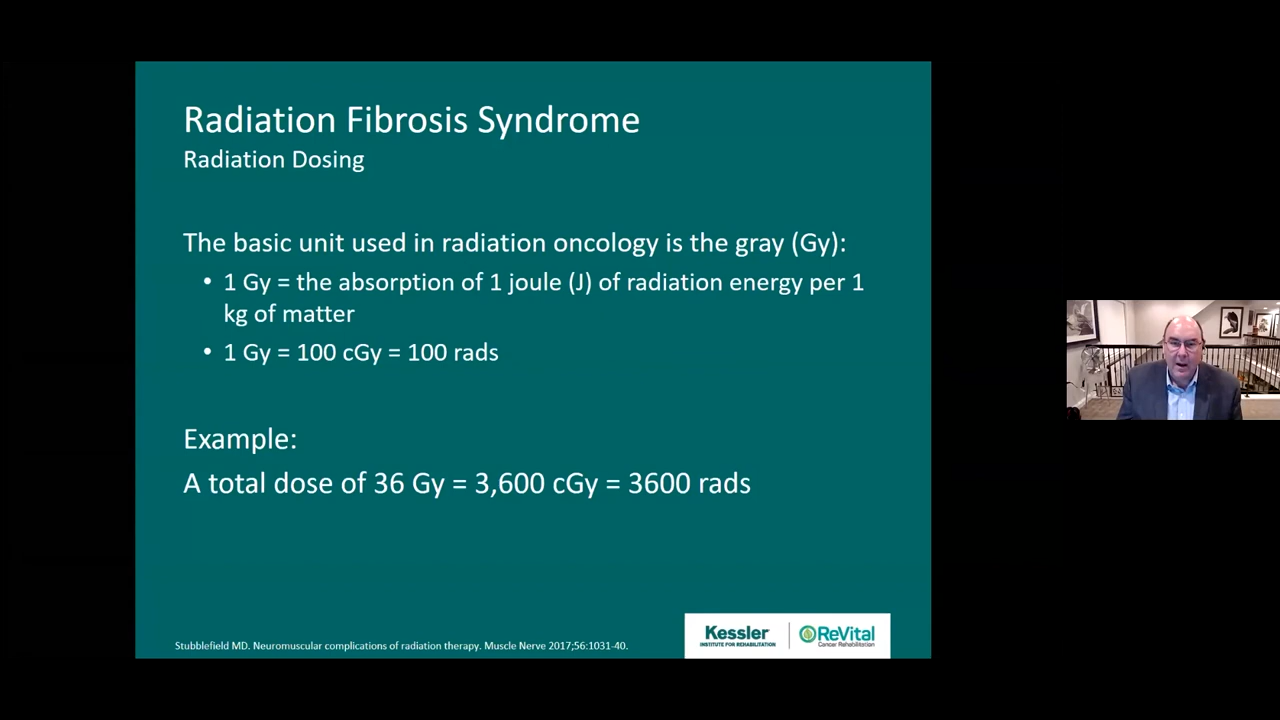 Radiation Fibrosis Syndrome
Radiation Dosing
The basic unit used in radiation oncology is the gray (Gy):
• 1 Gy = the absorption of 1 joule (J) of radiation energy per 1
kg of matter
• 1 Gy = 100 cGy = 100 rads
Example:
A total dose of 36 Gy = 3,600 cGy = 3600 rads
Stubblefield MD. Neuromuscular complications of radiation therapy. Muscle Nerve 2017;56:1031-40.
Kessler
INSTITUTE FOR REHABILITATION
ReVital
Cancer Rehabilitation